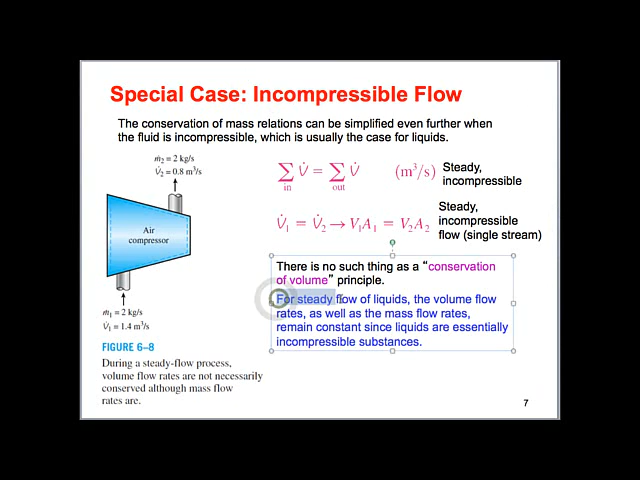 Special Case: Incompressible Flow
The conservation of mass relations can be simplified even further when
the fluid is incompressible, which is usually the case for liquids.
ṁ₂ = 2 kg/s
V̇₂ = 0.8 m³/s
Air
compressor
ṁ₁ = 2 kg/s
V̇₁ = 1.4 m³/s
FIGURE 6–8
During a steady-flow process,
volume flow rates are not necessarily
conserved although mass flow
rates are.
∑ V̇ = ∑ V̇ (m³/s)
in out
Steady,
incompressible
V̇₁ = V̇₂ → V₁A₁ = V₂A₂
Steady,
incompressible
flow (single stream)
There is no such thing as a “conservation
of volume” principle.
For steady flow of liquids, the volume flow
rates, as well as the mass flow rates,
remain constant since liquids are essentially
incompressible substances.
7